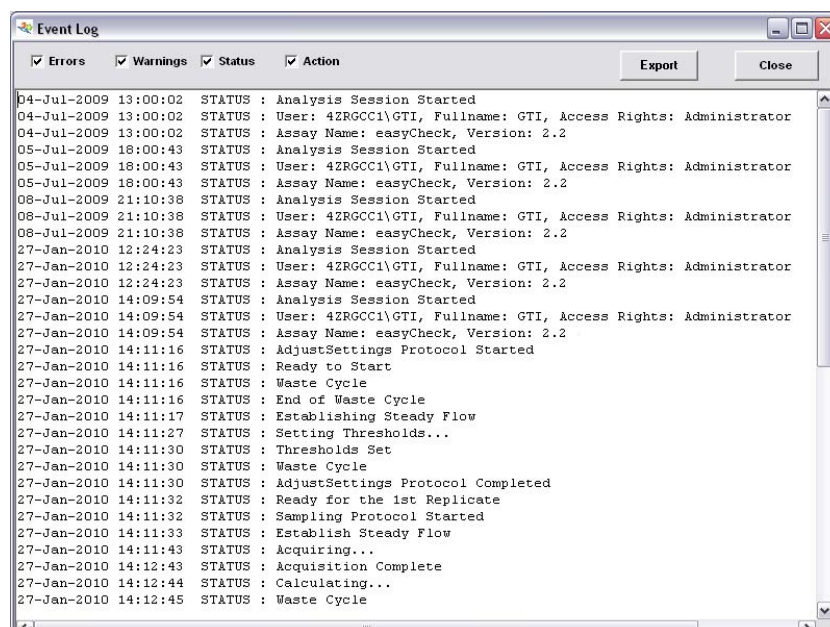 Event Log
Errors Warnings Status Action Export Close
04-Jul-2009 13:00:02 STATUS : Analysis Session Started
04-Jul-2009 13:00:02 STATUS : User: 4ZRGCC1\GTI, Fullname: GTI, Access Rights: Administrator
04-Jul-2009 13:00:02 STATUS : Assay Name: easyCheck, Version: 2.2
05-Jul-2009 18:00:43 STATUS : Analysis Session Started
05-Jul-2009 18:00:43 STATUS : User: 4ZRGCC1\GTI, Fullname: GTI, Access Rights: Administrator
05-Jul-2009 18:00:43 STATUS : Assay Name: easyCheck, Version: 2.2
08-Jul-2009 21:10:38 STATUS : Analysis Session Started
08-Jul-2009 21:10:38 STATUS : User: 4ZRGCC1\GTI, Fullname: GTI, Access Rights: Administrator
08-Jul-2009 21:10:38 STATUS : Assay Name: easyCheck, Version: 2.2
27-Jan-2010 12:24:23 STATUS : Analysis Session Started
27-Jan-2010 12:24:23 STATUS : User: 4ZRGCC1\GTI, Fullname: GTI, Access Rights: Administrator
27-Jan-2010 12:24:23 STATUS : Assay Name: easyCheck, Version: 2.2
27-Jan-2010 14:09:54 STATUS : Analysis Session Started
27-Jan-2010 14:09:54 STATUS : User: 4ZRGCC1\GTI, Fullname: GTI, Access Rights: Administrator
27-Jan-2010 14:09:54 STATUS : Assay Name: easyCheck, Version: 2.2
27-Jan-2010 14:11:16 STATUS : AdjustSettings Protocol Started
27-Jan-2010 14:11:16 STATUS : Ready to Start
27-Jan-2010 14:11:16 STATUS : Waste Cycle
27-Jan-2010 14:11:16 STATUS : End of Waste Cycle
27-Jan-2010 14:11:17 STATUS : Establishing Steady Flow
27-Jan-2010 14:11:27 STATUS : Setting Thresholds...
27-Jan-2010 14:11:30 STATUS : Thresholds Set
27-Jan-2010 14:11:30 STATUS : Waste Cycle
27-Jan-2010 14:11:30 STATUS : AdjustSettings Protocol Completed
27-Jan-2010 14:11:32 STATUS : Ready for the 1st Replicate
27-Jan-2010 14:11:32 STATUS : Sampling Protocol Started
27-Jan-2010 14:11:33 STATUS : Establish Steady Flow
27-Jan-2010 14:11:43 STATUS : Acquiring...
27-Jan-2010 14:12:43 STATUS : Acquisition Complete
27-Jan-2010 14:12:44 STATUS : Calculating...
27-Jan-2010 14:12:45 STATUS : Waste Cycle